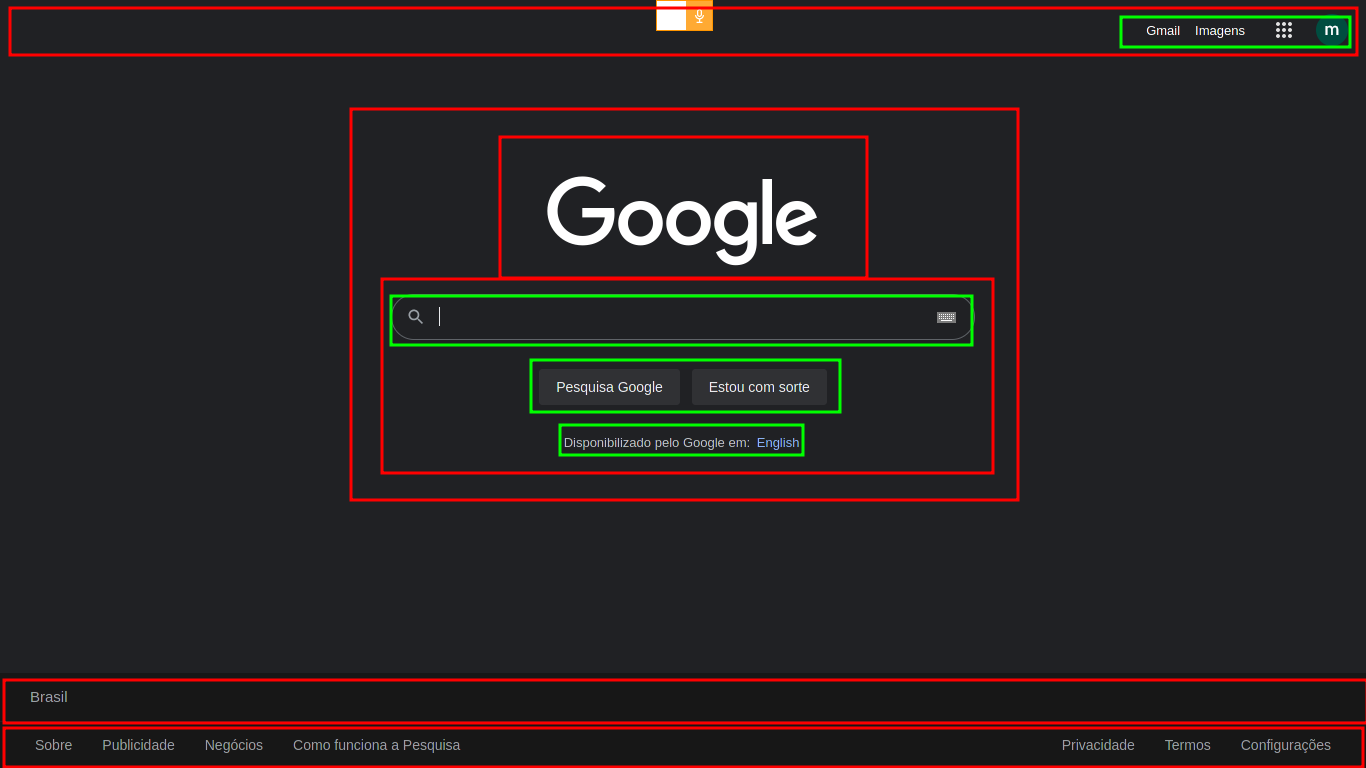 Gmail Imagens m
Google
Pesquisa Google Estou com sorte
Disponibilizado pelo Google em: English
Brasil
Sobre Publicidade Negócios Como funciona a Pesquisa Privacidade Termos Configurações